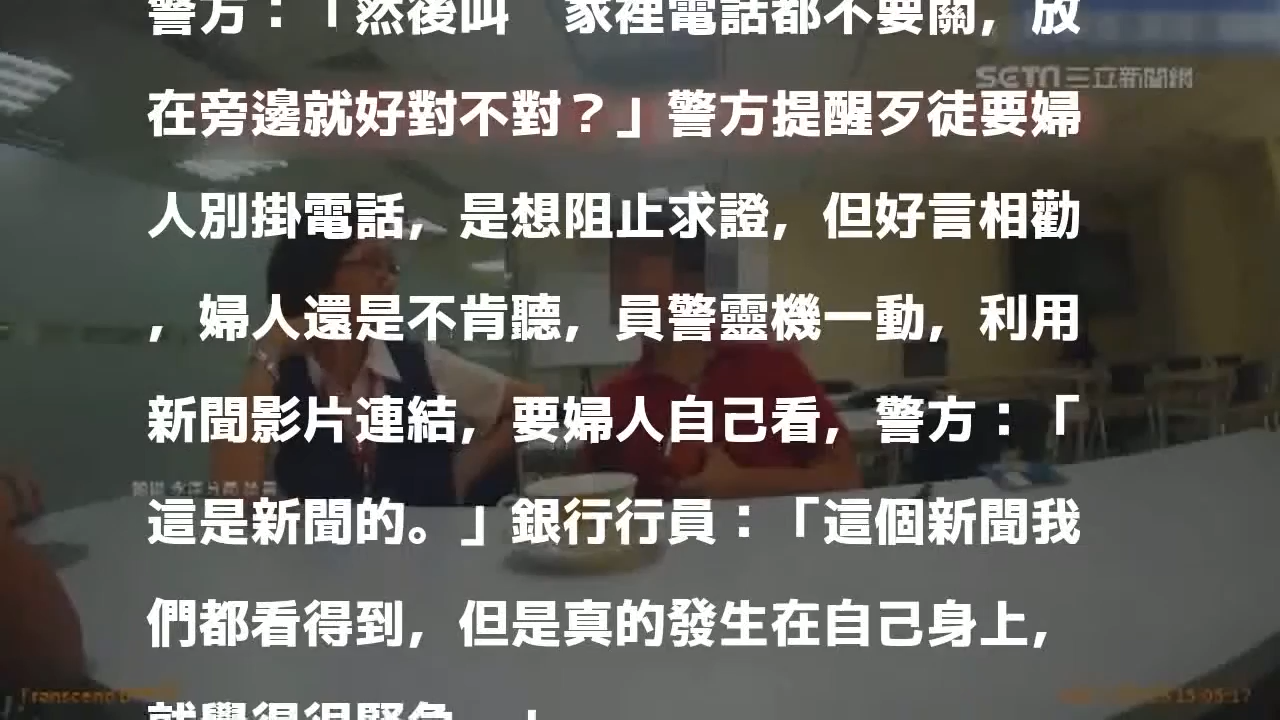 警方：「然後叫 家裡電話都不要關，放
SETN三立新聞網
在旁邊就好對不對？」警方提醒歹徒要婦
人別掛電話，是想阻止求證，但好言相勸
，婦人還是不肯聽，員警靈機一動，利用
新聞影片連結，要婦人自己看，警方：「
這是新聞的。」銀行行員：「這個新聞我
們都看得到，但是真的發生在自己身上，
就覺得很緊急。」
Transcend
15:05:17